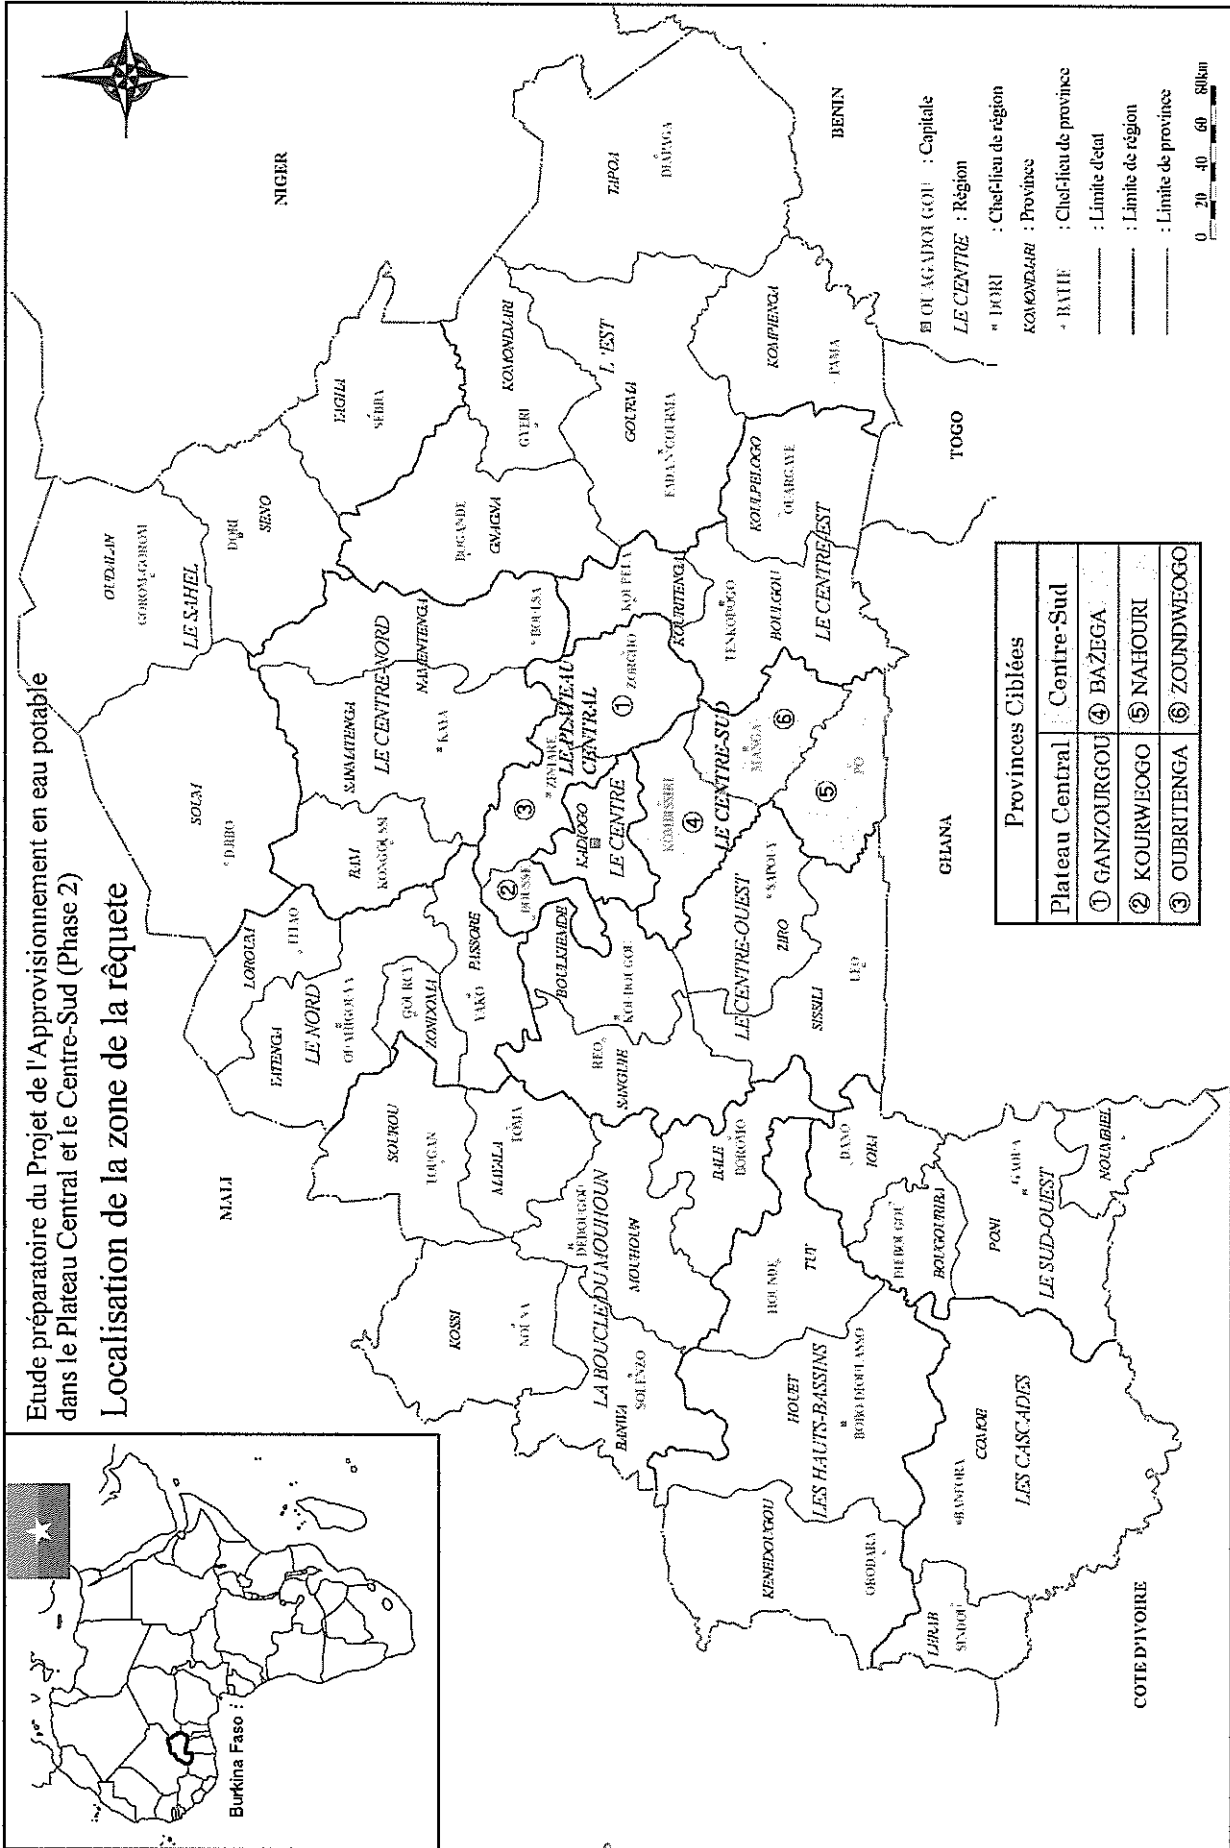 Etude préparatoire du Projet de l'Approvisionnement en eau potable
dans le Plateau Central et le Centre-Sud (Phase 2)
Localisation de la zone de la rêquete
Burkina Faso :
MALI
NIGER
BENIN
TOGO
GHANA
COTE D'IVOIRE
OUDALAN
GOROM-GOROM
LE SAHEL
SOUM
DJIBO
DORI
SENO
YAGHA
SEBBA
LOROUM
TITAO
YATENGA
LE NORD
OUAHIGOUYA
GOURCY
ZONDOMA
PASSORE
YAKO
BAM
KONGOUSSI
SANMATENGA
LE CENTRE-NORD
KAYA
NAMENTENGA
BOULSA
BOGANDE
GNAGNA
KOMONDJARI
GYERI
L'EST
GOURMA
FADA N'GOURMA
TAPOA
DIAPAGA
KOMPIENGA
PAMA
KOULPELOGO
OUARGAYE
LE CENTRE/EST
BOULGOU
TENKODOGO
KOURITENGA
KOUPELA
LE PLATEAU
CENTRAL
①
ZORGHO
③
ZINIARE
②
BOUSSE
KADIOGO
LE CENTRE
KOMBISSIRI
④
LE CENTRE-SUD
MANGA
⑥
⑤
PO
BOULKIEMDE
KOUDOUGOU
REO
SANGUIE
LE CENTRE-OUEST
SAPOUY
ZIRO
SISSILI
LEO
SOUROU
TOUGAN
TOMA
KOSSI
NOUNA
DEDOUGOU
LA BOUCLE DU MOUHOUN
MOUHOUN
BANWA
SOLENZO
BALE
BOROMO
TUY
HOUNDE
HOUET
LES HAUTS-BASSINS
BOBO DIOULASSO
KENEDOUGOU
ORODARA
DANO
IOBA
DIEBOUGOU
BOUGOURIBA
PONI
GAOUA
LE SUD-OUEST
NOUMBIEL
COMOE
BANFORA
LES CASCADES
SINDOU
OUAGADOUGOU : Capitale
LE CENTRE : Région
DORI : Chef-lieu de région
KOMONDJARI : Province
BATIE : Chef-lieu de province
: Limite d'etat
: Limite de région
: Limite de province
0 20 40 60 80km
Provinces Ciblées
Plateau Central Centre-Sud
① GANZOURGOU ④ BAZEGA
② KOURWEOGO ⑤ NAHOURI
③ OUBRITENGA ⑥ ZOUNDWEOGO